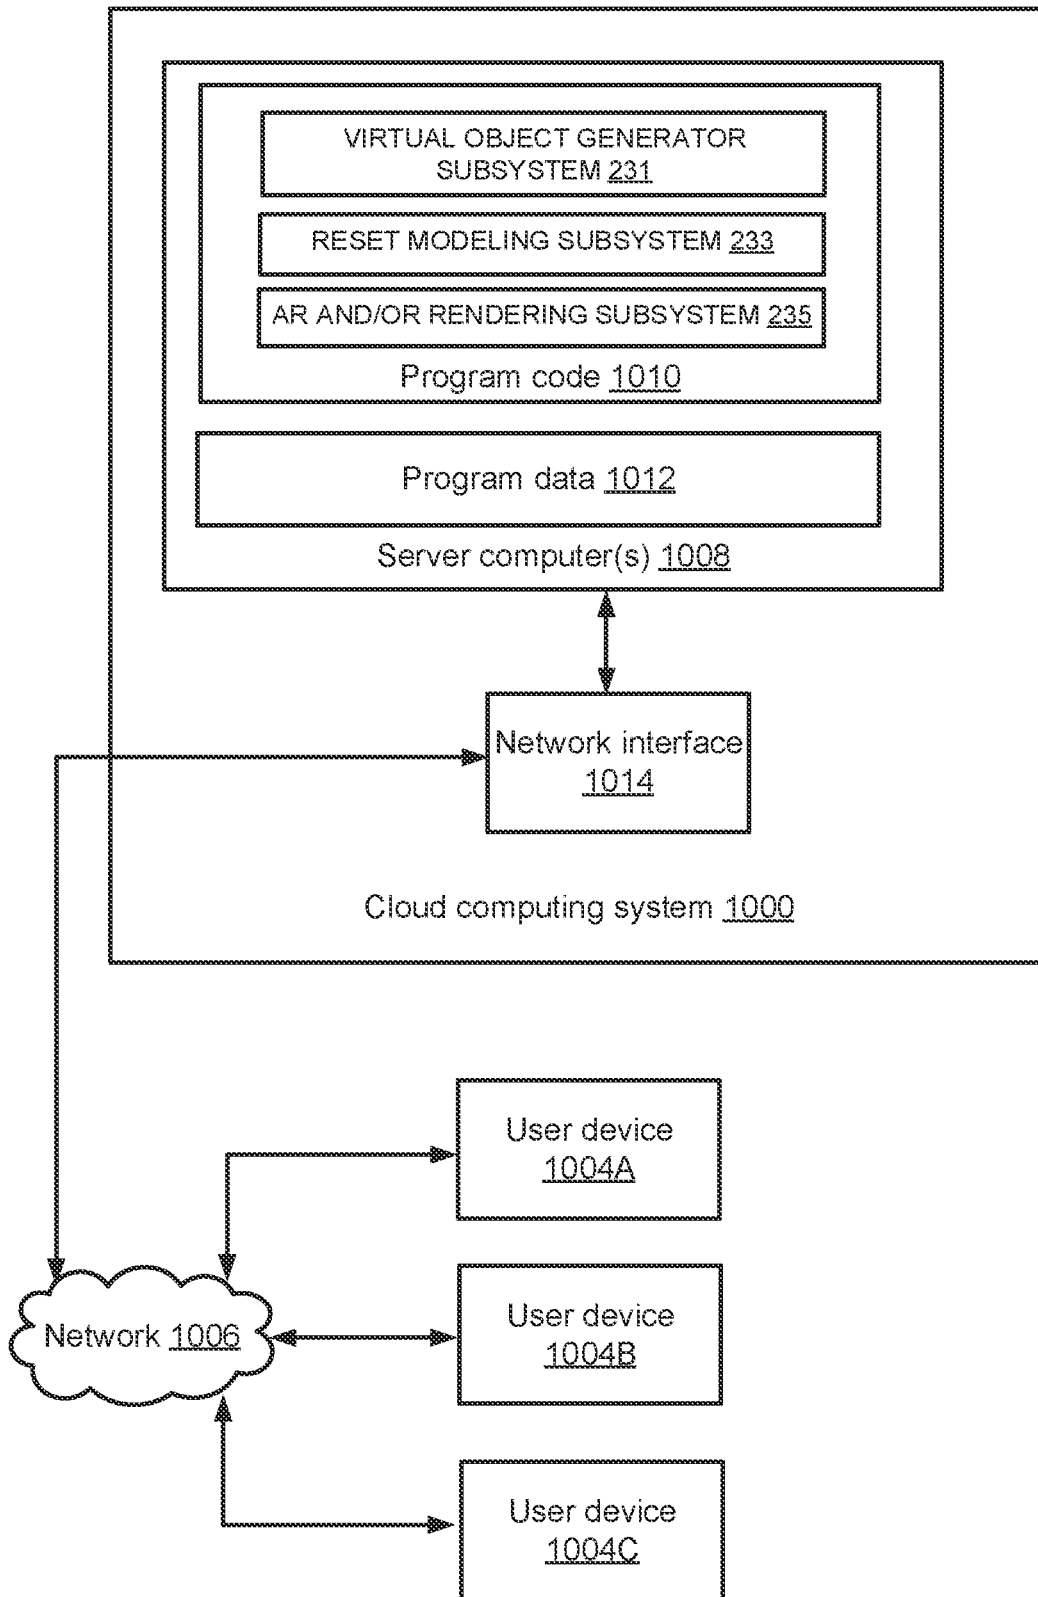 VIRTUAL OBJECT GENERATOR
SUBSYSTEM 231
RESET MODELING SUBSYSTEM 233
AR AND/OR RENDERING SUBSYSTEM 235
Program code 1010
Program data 1012
Server computer(s) 1008
Network interface
1014
Cloud computing system 1000
User device
1004A
Network 1006
User device
1004B
User device
1004C